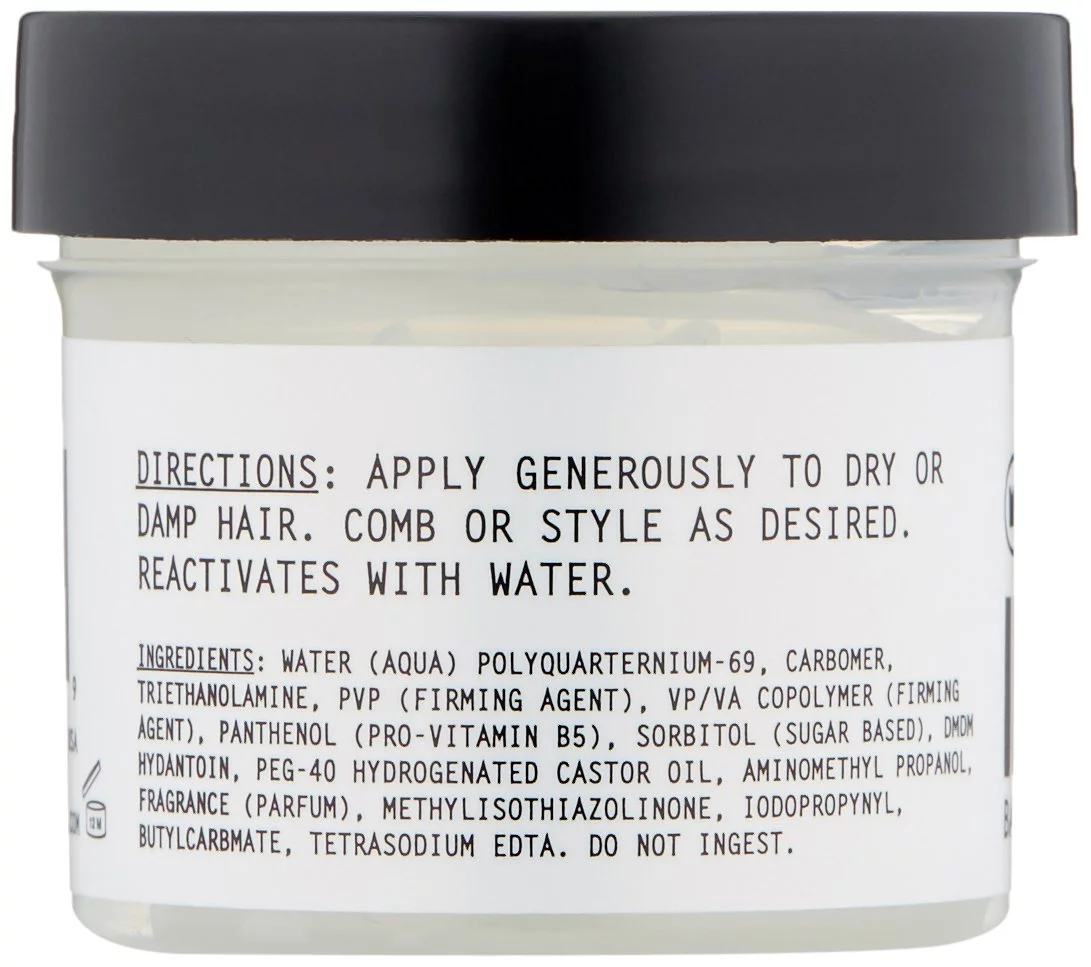 DIRECTIONS: APPLY GENEROUSLY TO DRY OR
DAMP HAIR. COMB OR STYLE AS DESIRED.
REACTIVATES WITH WATER.
INGREDIENTS: WATER (AQUA) POLYQUARTERNIUM-69, CARBOMER,
TRIETHANOLAMINE, PVP (FIRMING AGENT), VP/VA COPOLYMER (FIRMING
AGENT), PANTHENOL (PRO-VITAMIN B5), SORBITOL (SUGAR BASED), DMDM
HYDANTOIN, PEG-40 HYDROGENATED CASTOR OIL, AMINOMETHYL PROPANOL,
FRAGRANCE (PARFUM), METHYLISOTHIAZOLINONE, IODOPROPYNYL,
BUTYLCARBMATE, TETRASODIUM EDTA. DO NOT INGEST.
12 M